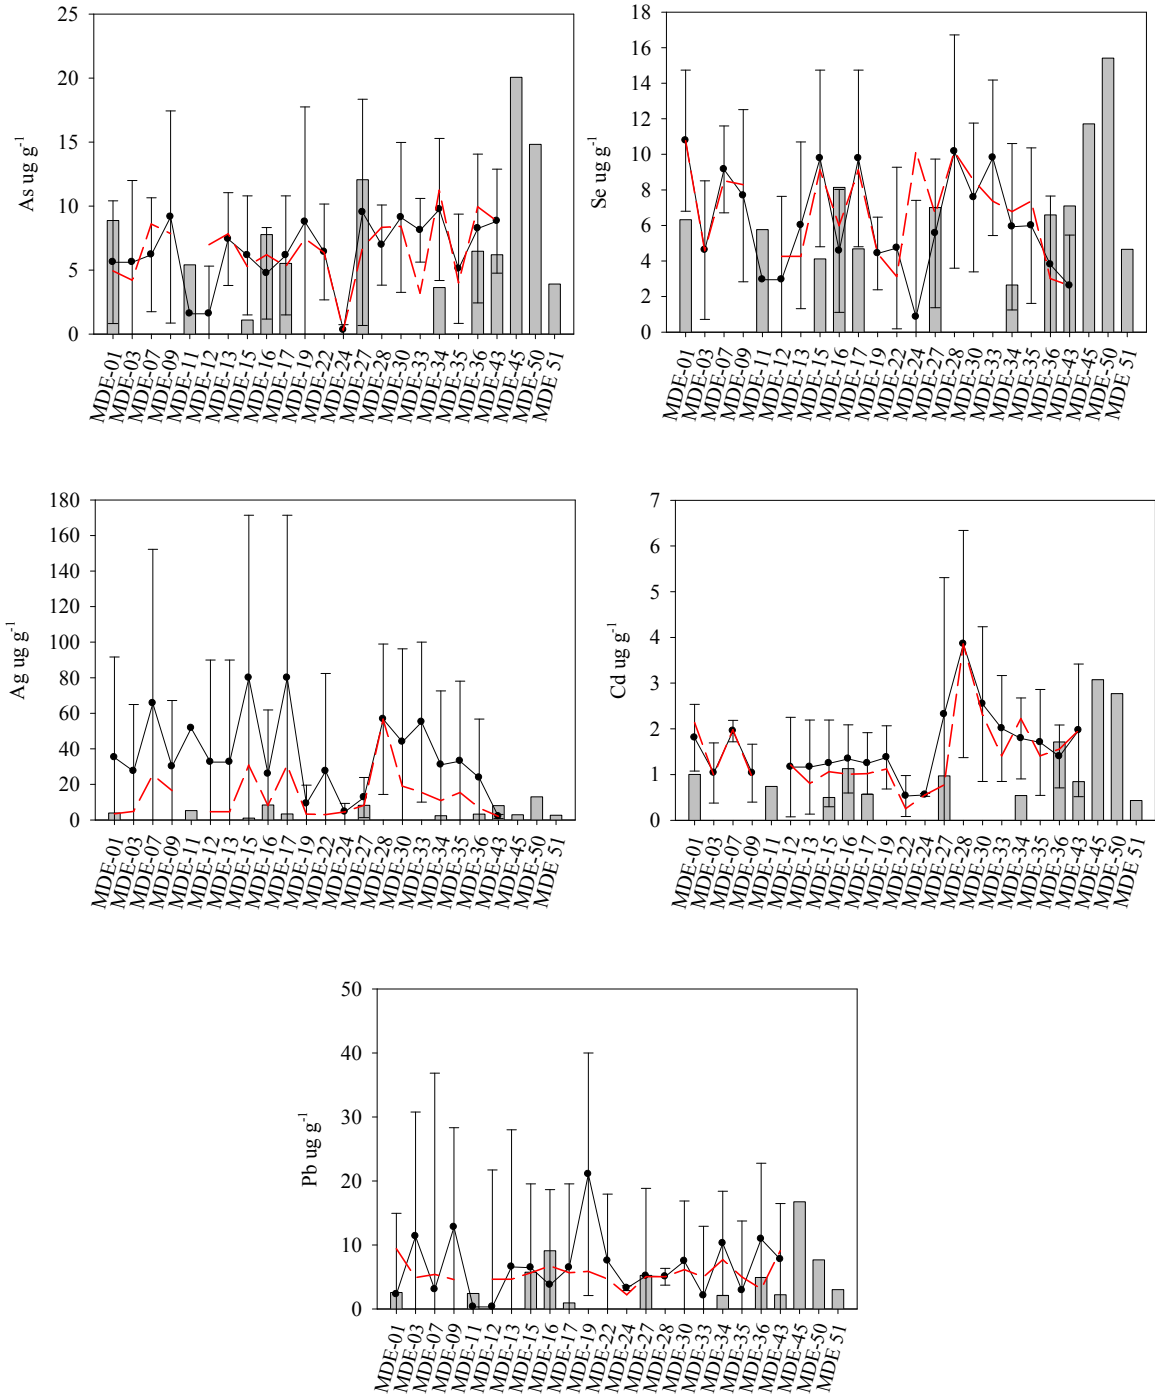 25
20
15
10
5
0
As ug g-1
MDE-01
MDE-03
MDE-07
MDE-09
MDE-11
MDE-12
MDE-13
MDE-15
MDE-16
MDE-17
MDE-19
MDE-22
MDE-24
MDE-27
MDE-28
MDE-30
MDE-33
MDE-34
MDE-35
MDE-36
MDE-43
MDE-45
MDE-50
MDE 51
18
16
14
12
10
8
6
4
2
0
Se ug g-1
MDE-01
MDE-03
MDE-07
MDE-09
MDE-11
MDE-12
MDE-13
MDE-15
MDE-16
MDE-17
MDE-19
MDE-22
MDE-24
MDE-27
MDE-28
MDE-30
MDE-33
MDE-34
MDE-35
MDE-36
MDE-43
MDE-45
MDE-50
MDE 51
180
160
140
120
100
80
60
40
20
0
Ag ug g-1
MDE-01
MDE-03
MDE-07
MDE-09
MDE-11
MDE-12
MDE-13
MDE-15
MDE-16
MDE-17
MDE-19
MDE-22
MDE-24
MDE-27
MDE-28
MDE-30
MDE-33
MDE-34
MDE-35
MDE-36
MDE-43
MDE-45
MDE-50
MDE 51
7
6
5
4
3
2
1
0
Cd ug g-1
MDE-01
MDE-03
MDE-07
MDE-09
MDE-11
MDE-12
MDE-13
MDE-15
MDE-16
MDE-17
MDE-19
MDE-22
MDE-24
MDE-27
MDE-28
MDE-30
MDE-33
MDE-34
MDE-35
MDE-36
MDE-43
MDE-45
MDE-50
MDE 51
50
40
30
20
10
0
Pb ug g-1
MDE-01
MDE-03
MDE-07
MDE-09
MDE-11
MDE-12
MDE-13
MDE-15
MDE-16
MDE-17
MDE-19
MDE-22
MDE-24
MDE-27
MDE-28
MDE-30
MDE-33
MDE-34
MDE-35
MDE-36
MDE-43
MDE-45
MDE-50
MDE 51